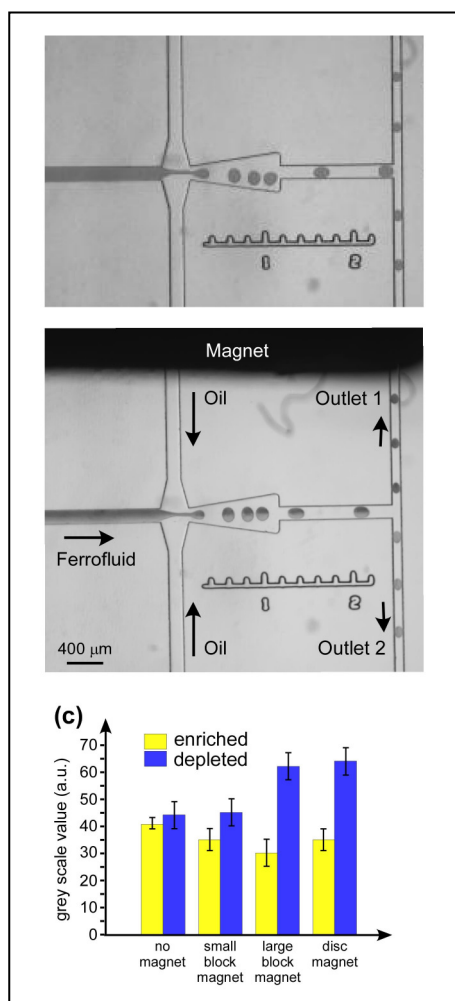 1 2
Magnet
Oil Outlet 1
Ferrofluid
1 2
400 µm Oil Outlet 2
(c)
enriched
depleted
grey scale value (a.u.)
70
60
50
40
30
20
10
0
no magnet
small block magnet
large block magnet
disc magnet